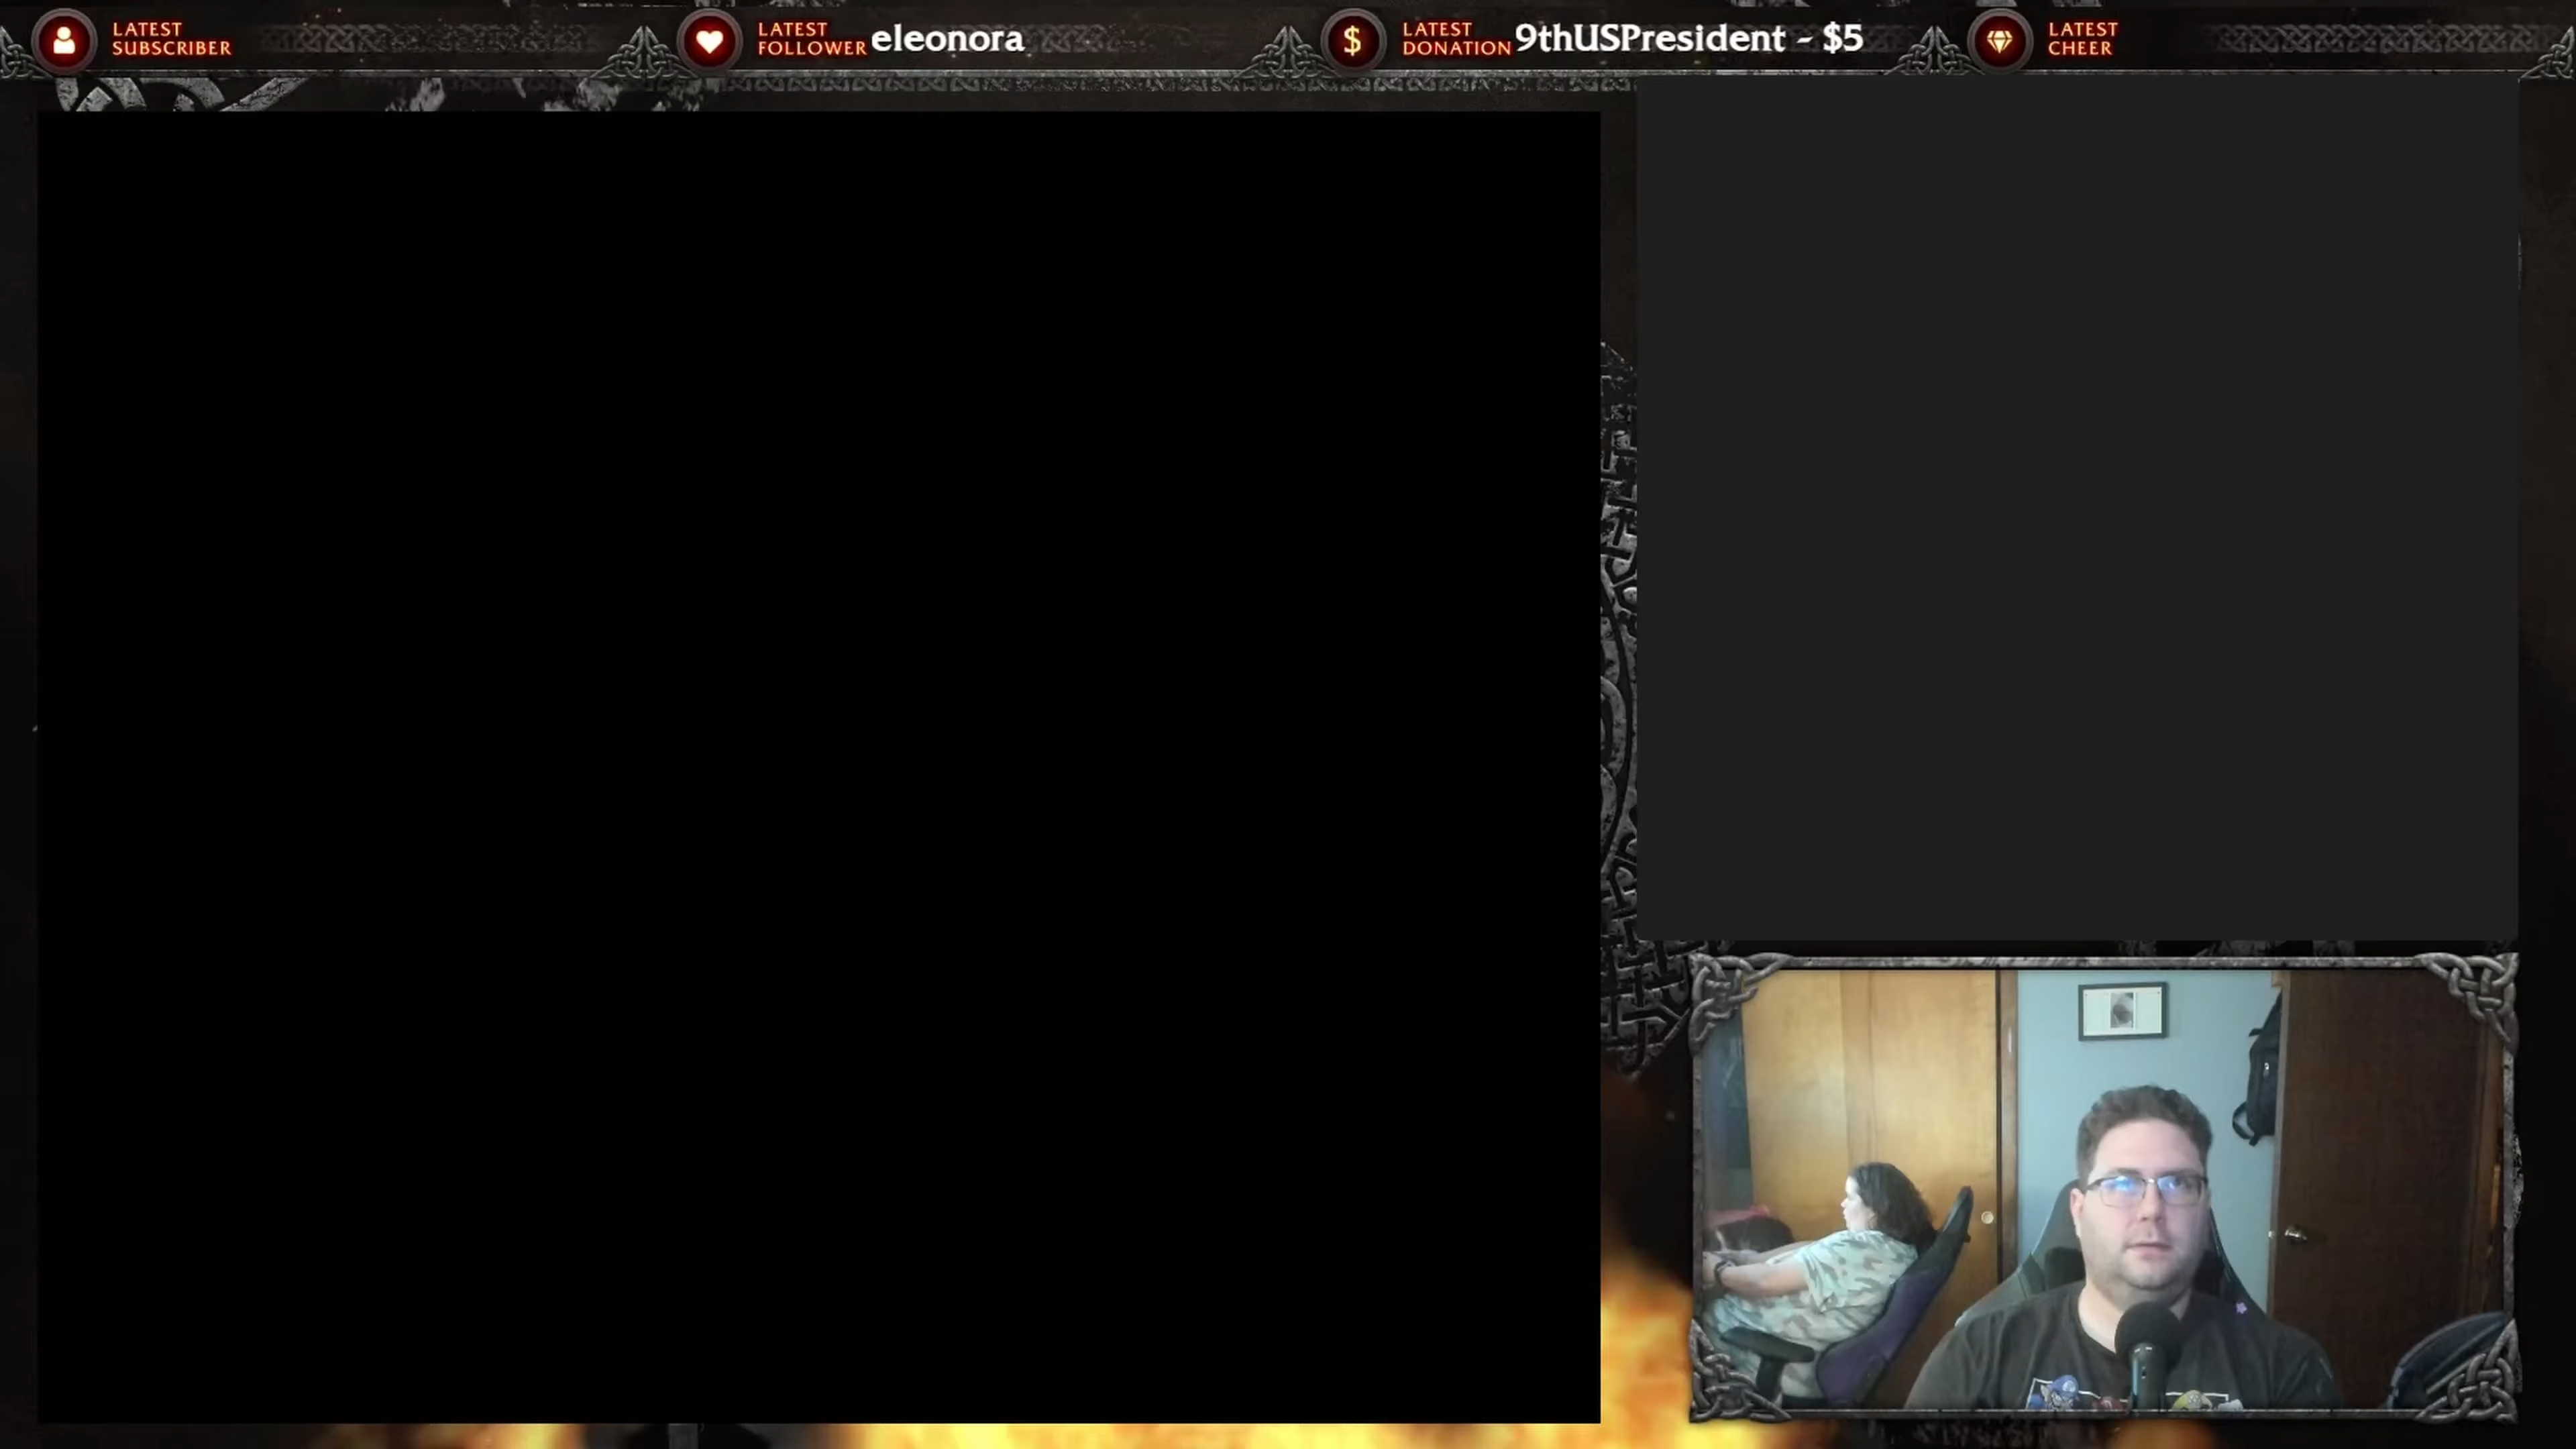 LATEST
SUBSCRIBER
LATEST
FOLLOWER eleonora
LATEST
DONATION 9thUSPresident - $5
LATEST
CHEER